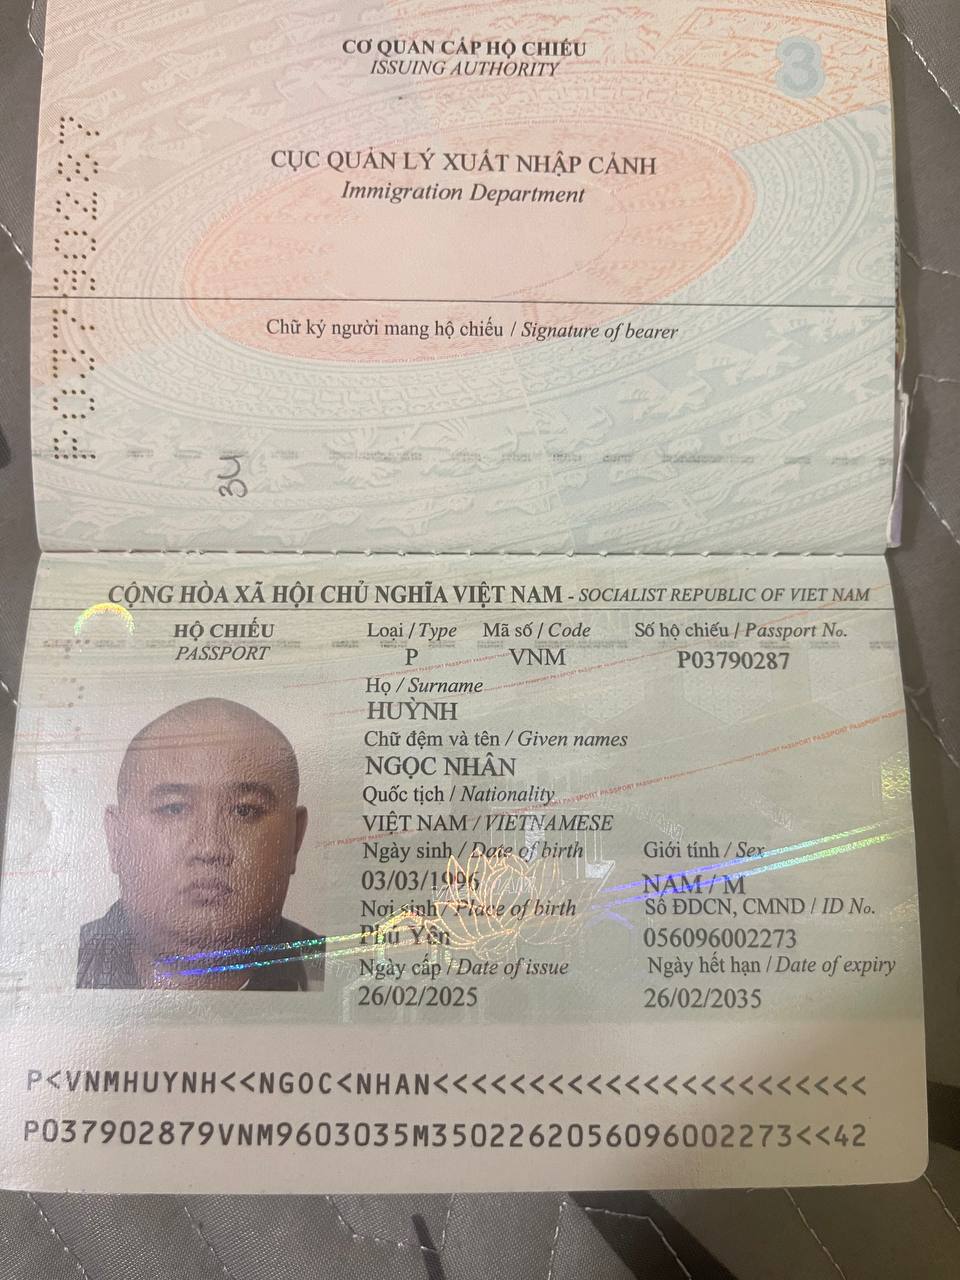 CƠ QUAN CẤP HỘ CHIẾU
ISSUING AUTHORITY
3
CỤC QUẢN LÝ XUẤT NHẬP CẢNH
Immigration Department
P03790287
Chữ ký người mang hộ chiếu / Signature of bearer
34
CỘNG HÒA XÃ HỘI CHỦ NGHĨA VIỆT NAM - SOCIALIST REPUBLIC OF VIET NAM
HỘ CHIẾU
PASSPORT
Loại / Type Mã số / Code Số hộ chiếu / Passport No.
P VNM P03790287
Họ / Surname
HUỲNH
Chữ đệm và tên / Given names
NGỌC NHÂN
Quốc tịch / Nationality
VIỆT NAM / VIETNAMESE
Ngày sinh / Date of birth Giới tính / Sex
03/03/1996 NAM / M
Nơi sinh / Place of birth Số ĐDCN, CMND / ID No.
Phú Yên 056096002273
Ngày cấp / Date of issue Ngày hết hạn / Date of expiry
26/02/2025 26/02/2035
P<VNMHUYNH<<NGOC<NHAN<<<<<<<<<<<<<<<<<<<<<<<
P037902879VNM9603035M3502262056096002273<<42